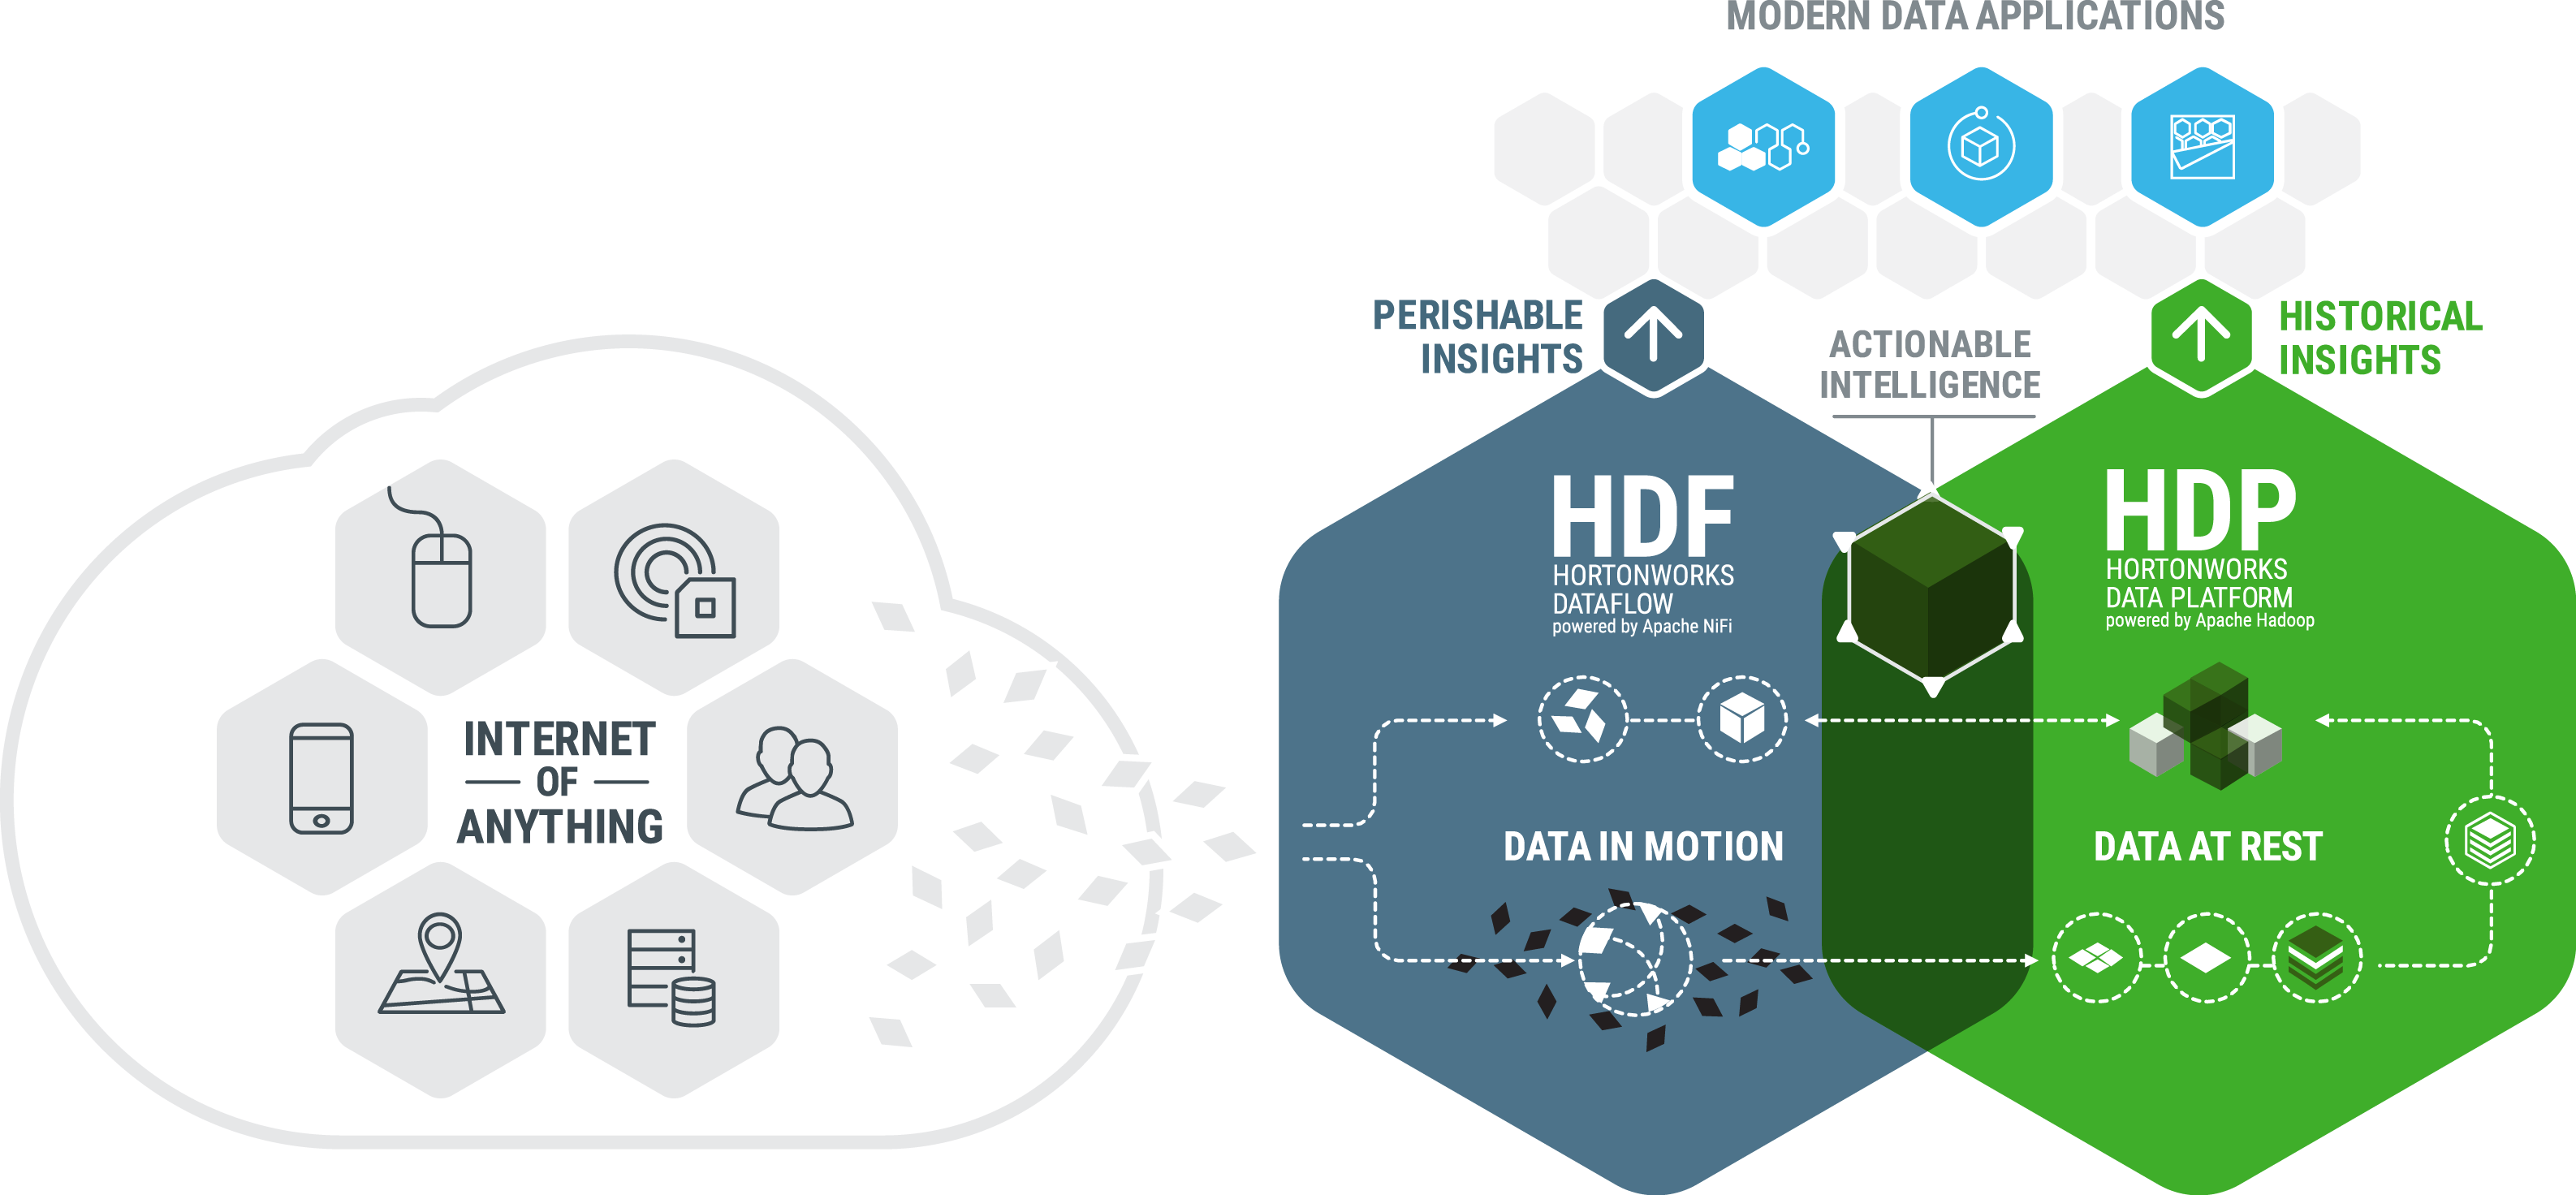 MODERN DATA APPLICATIONS
PERISHABLE
INSIGHTS
ACTIONABLE
INTELLIGENCE
HISTORICAL
INSIGHTS
INTERNET
OF
ANYTHING
HDF
HORTONWORKS
DATAFLOW
powered by Apache NiFi
DATA IN MOTION
HDP
HORTONWORKS
DATA PLATFORM
powered by Apache Hadoop
DATA AT REST